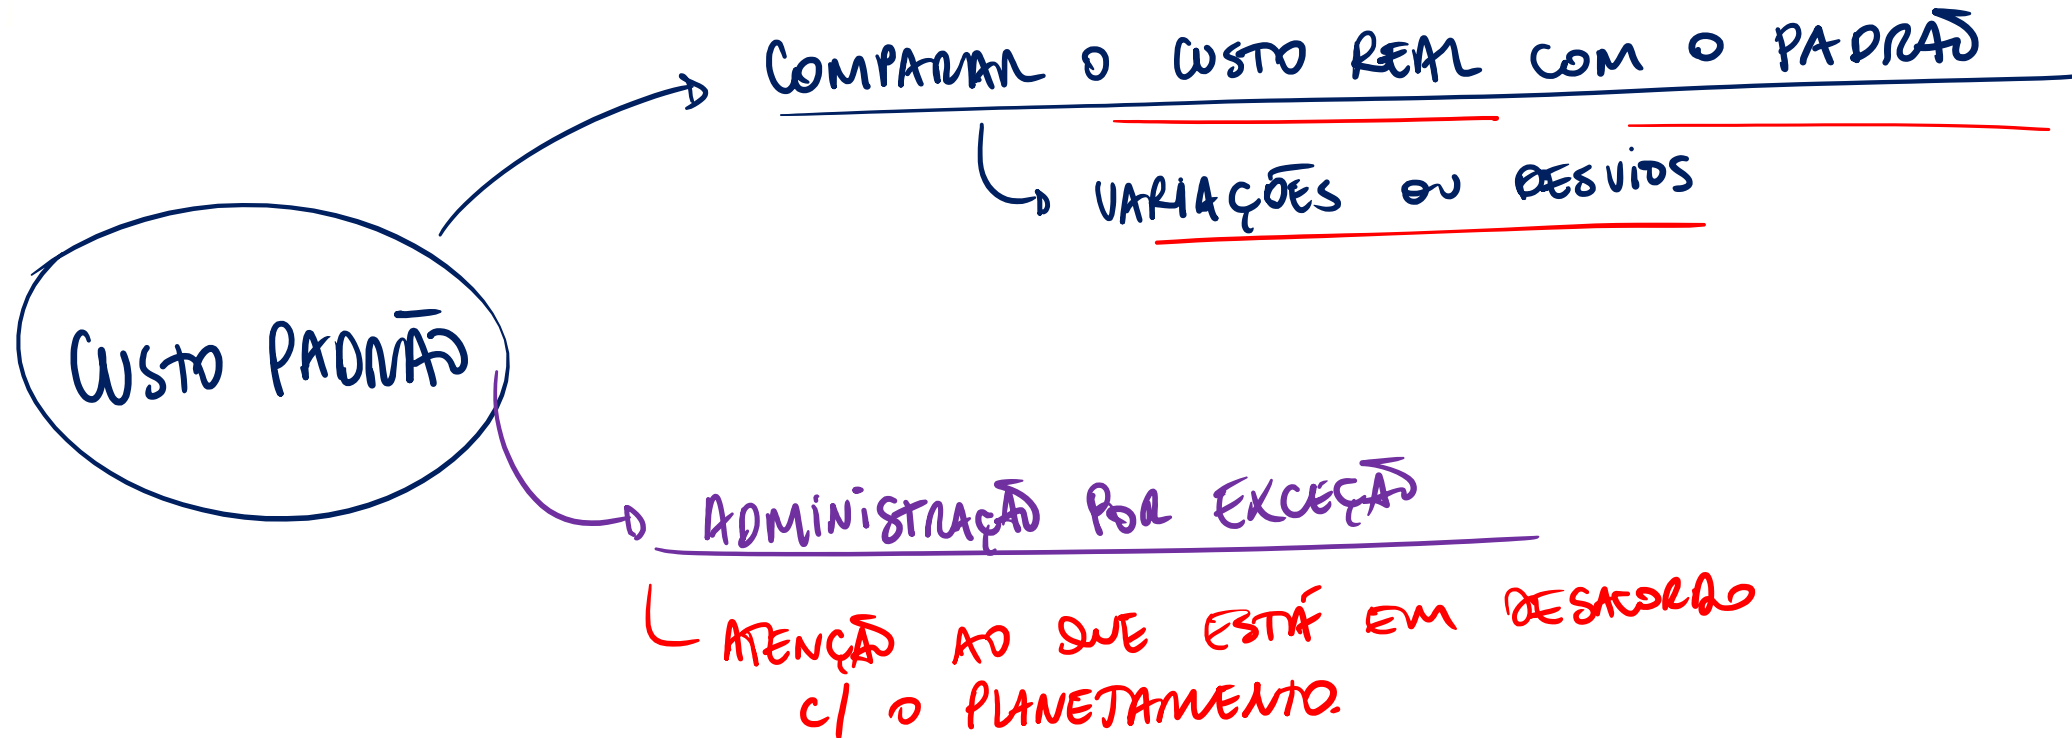 COMPARAR O CUSTO REAL COM O PADRÃO
VARIAÇÕES OU DESVIOS
CUSTO PADRÃO
ADMINISTRAÇÃO POR EXCEÇÃO
ATENÇÃO AO QUE ESTÁ EM DESACORDO
C/ O PLANEJAMENTO.